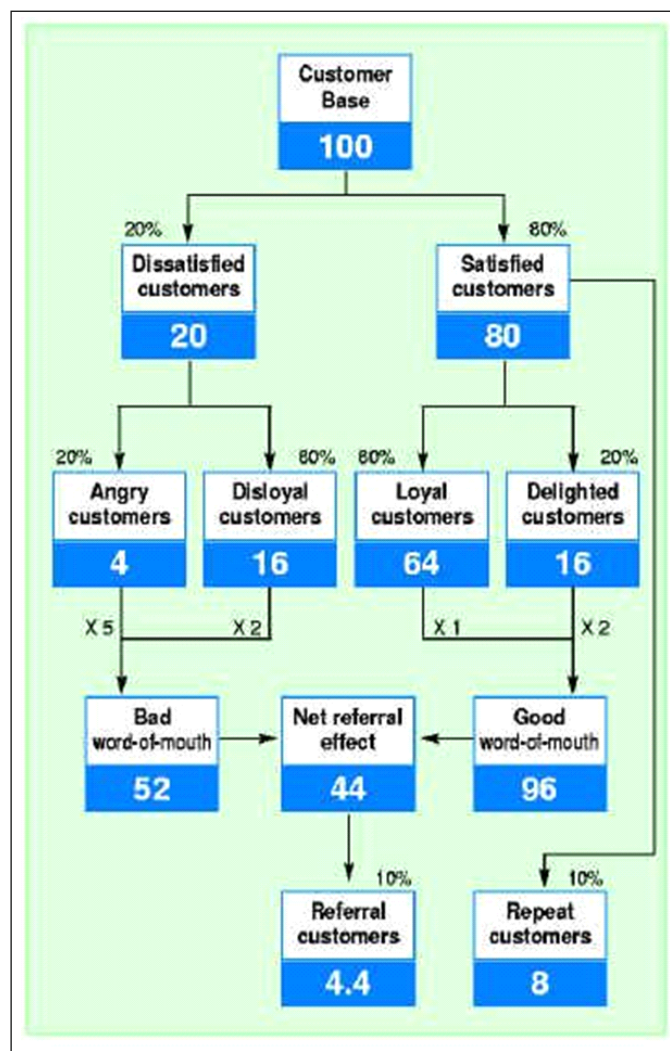 Customer
Base
100
20%
80%
Dissatisfied
customers
20
Satisfied
customers
80
20%
80%
80%
20%
Angry
customers
4
Disloyal
customers
16
Loyal
customers
64
Delighted
customers
16
X 5
X 2
X 1
X 2
Bad
word-of-mouth
52
Net referral
effect
44
Good
word-of-mouth
96
10%
10%
Referral
customers
4.4
Repeat
customers
8